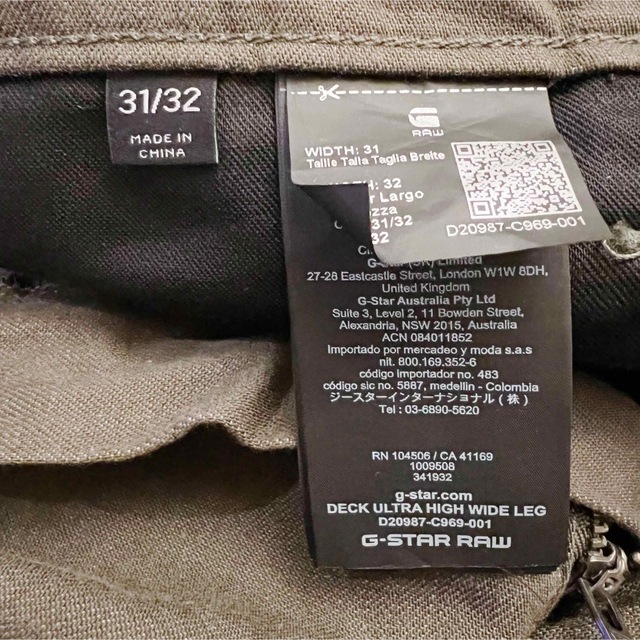 31/32
MADE IN
CHINA
RAW
WIDTH: 31
Taille Talla Taglia Breite
: 32
Largo
31/32
32
D20987-C969-001
G-Star (UK) Limited
27-28 Eastcastle Street, London W1W 8DH,
United Kingdom
G-Star Australia Pty Ltd
Suite 3, Level 2, 11 Bowden Street,
Alexandria, NSW 2015, Australia
ACN 084011852
Importado por mercadeo y moda s.a.s
nit. 800.169.352-6
código importador no. 483
código sic no. 5887, medellin - Colombia
ジースターインターナショナル(株)
Tel : 03-6890-5620
RN 104506 / CA 41169
1009508
341932
g-star.com
DECK ULTRA HIGH WIDE LEG
D20987-C969-001
G-STAR RAW